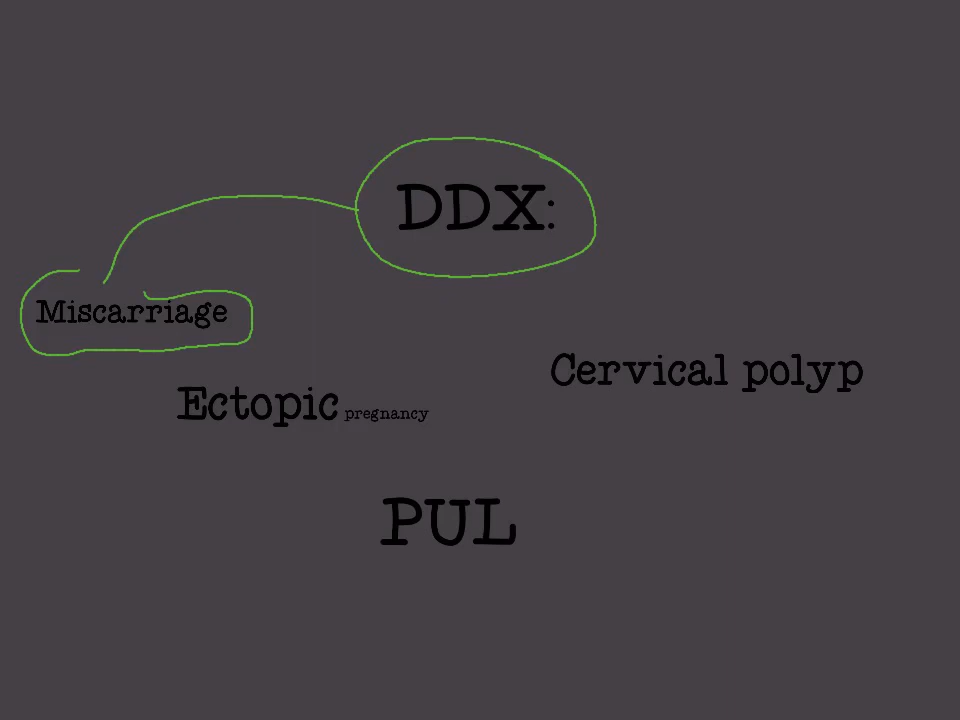 DDX:
Miscarriage
Cervical polyp
Ectopic pregnancy
PUL